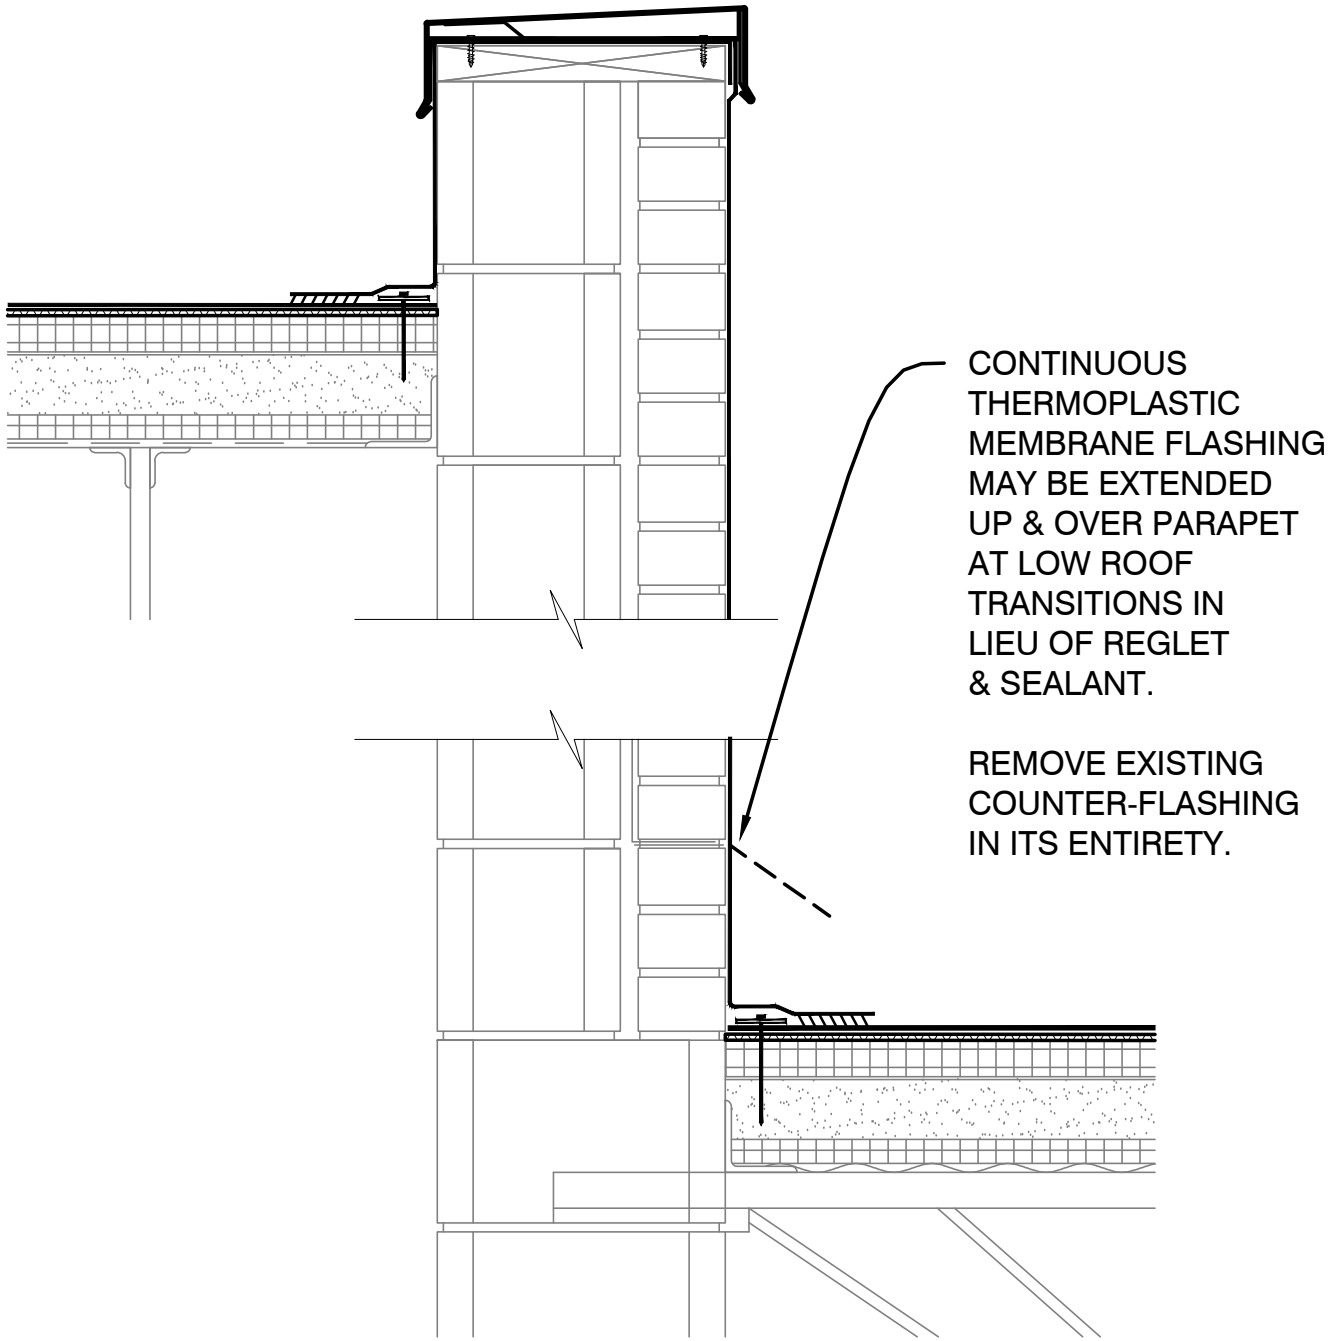 CONTINUOUS
THERMOPLASTIC
MEMBRANE FLASHING
MAY BE EXTENDED
UP & OVER PARAPET
AT LOW ROOF
TRANSITIONS IN
LIEU OF REGLET
& SEALANT.
REMOVE EXISTING
COUNTER-FLASHING
IN ITS ENTIRETY.